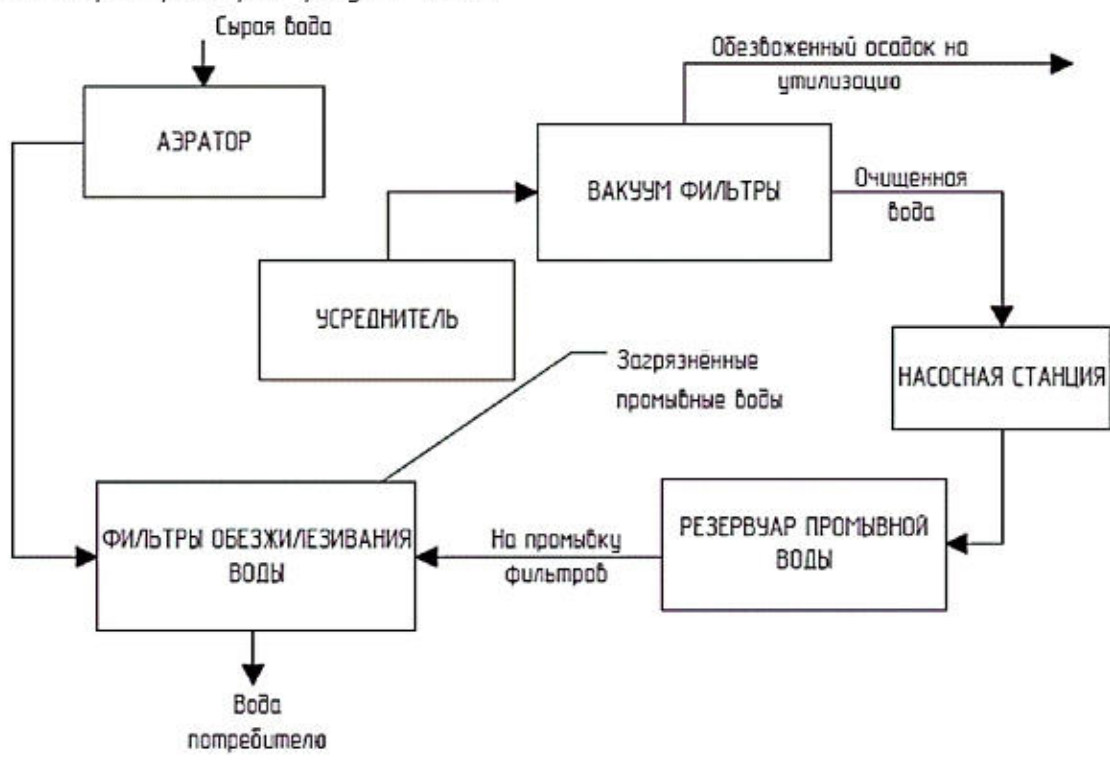 Сырая вода
АЭРАТОР
Обезвоженный осадок на
утилизацию
ВАКУУМ ФИЛЬТРЫ
Очищенная
вода
УСРЕДНИТЕЛЬ
Загрязнённые
промывные воды
НАСОСНАЯ СТАНЦИЯ
ФИЛЬТРЫ ОБЕЗЖИЛЕЗИВАНИЯ
ВОДЫ
На промывку
фильтров
РЕЗЕРВУАР ПРОМЫВНОЙ
ВОДЫ
Вода
потребителю